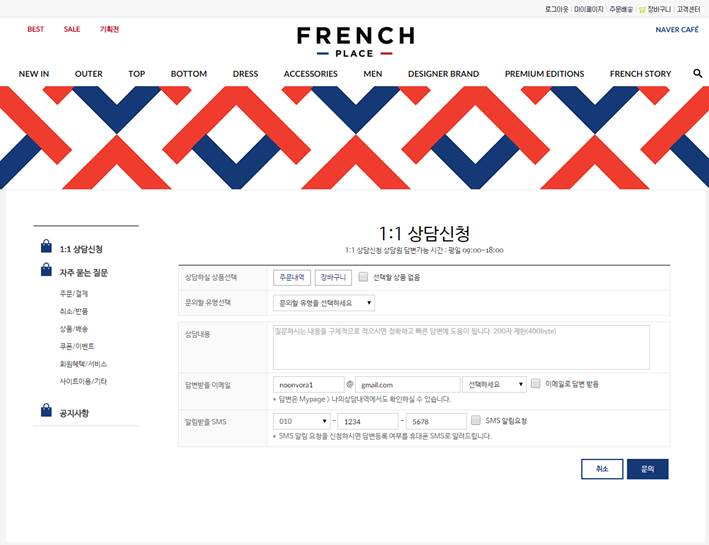 로그아웃 | 마이페이지 | 주문배송 | 장바구니 | 고객센터
BEST SALE 기획전
FRENCH
PLACE
NAVER CAFÉ
NEW IN OUTER TOP BOTTOM DRESS ACCESSORIES MEN DESIGNER BRAND PREMIUM EDITIONS FRENCH STORY
1:1 상담신청
자주 묻는 질문
주문/결제
취소/반품
상품/배송
쿠폰/이벤트
회원혜택/서비스
사이트이용/기타
공지사항
1:1 상담신청
1:1 상담신청 상담원 답변가능 시간 : 평일 09:00~18:00
상담하실 상품선택 주문내역 장바구니 선택할 상품 없음
문의할 유형선택 문의할 유형을 선택하세요
상담내용 질문하시는 내용을 구체적으로 적으시면 정확하고 빠른 답변에 도움이 됩니다. 200자 제한(400byte)
답변받을 이메일 noonvora1 @ gmail.com 선택하세요 이메일로 답변 받음
* 답변은 Mypage > 나의상담내역에서도 확인하실 수 있습니다.
알림받을 SMS 010 - 1234 - 5678 SMS 알림요청
* SMS 알림 요청을 신청하시면 답변등록 여부를 휴대폰 SMS로 알려드립니다.
취소 문의